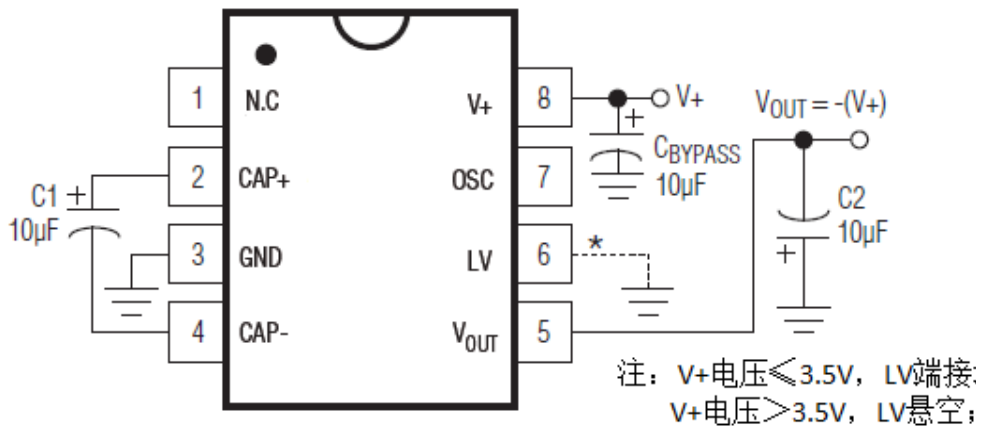 1 N.C V+ 8 V+
VOUT = -(V+)
CBYPASS
10µF
2 CAP+ OSC 7
C1
10µF
C2
10µF
3 GND LV 6 *
4 CAP- VOUT 5
注：V+电压≤3.5V，LV端接
V+电压＞3.5V，LV悬空；